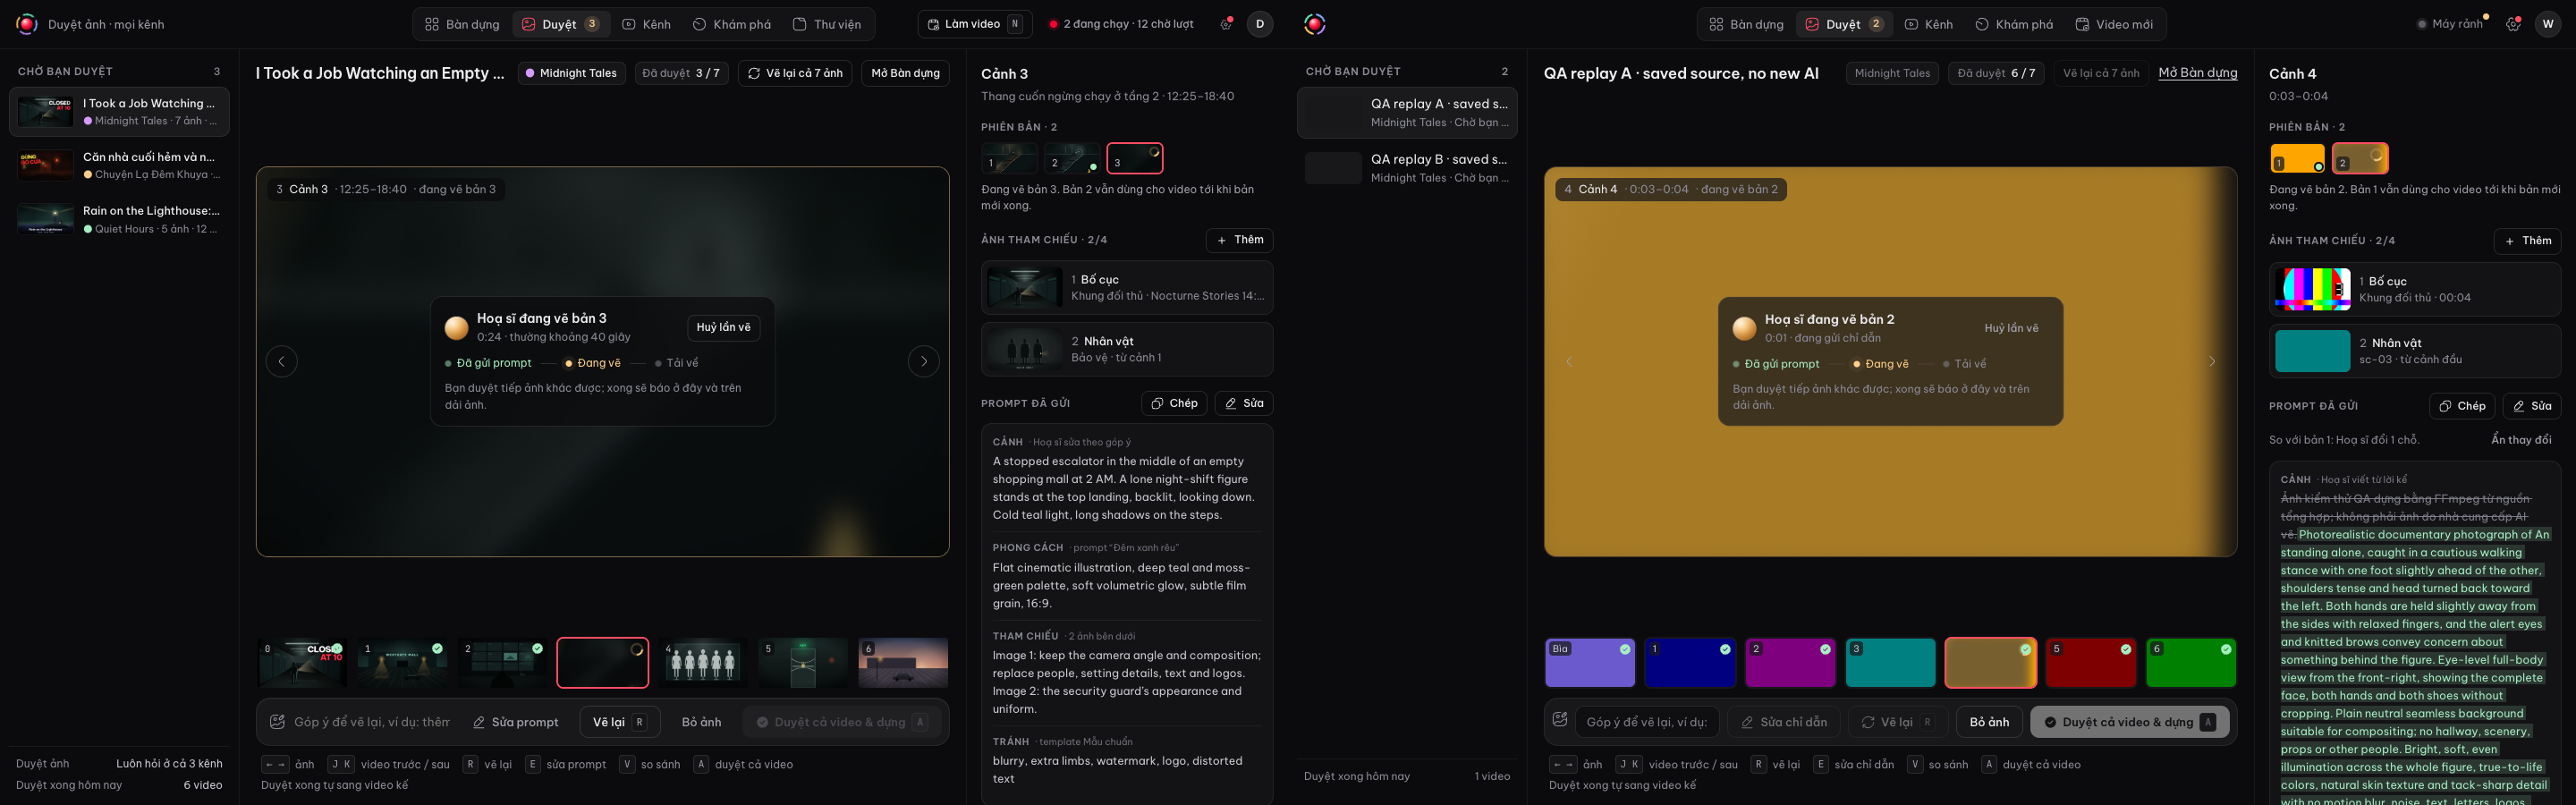 Duyệt ảnh · mọi kênh
Bản dựng
Duyệt 3
Kênh
Khám phá
Thư viện
Làm video N
2 đang chạy · 12 chờ lượt
D
CHỜ BẠN DUYỆT 3
I Took a Job Watching ...
Midnight Tales · 7 ảnh · ...
Căn nhà cuối hẻm và n...
Chuyện Lạ Đêm Khuya ·...
Rain on the Lighthouse:...
Quiet Hours · 5 ảnh · 12 ...
Duyệt ảnh Luôn hỏi ở cả 3 kênh
Duyệt xong hôm nay 6 video
I Took a Job Watching an Empty ...
Midnight Tales
Đã duyệt 3 / 7
Vẽ lại cả 7 ảnh
Mở Bàn dựng
3 Cảnh 3 · 12:25–18:40 · đang vẽ bản 3
Hoạ sĩ đang vẽ bản 3
0:24 · thường khoảng 40 giây
Huỷ lần vẽ
Đã gửi prompt
Đang vẽ
Tải về
Bạn duyệt tiếp ảnh khác được; xong sẽ báo ở đây và trên
dải ảnh.
0 CLOSED
AT 10
1
2
4
5
6
Góp ý để vẽ lại, ví dụ: thêm
Sửa prompt
Vẽ lại R
Bỏ ảnh
Duyệt cả video & dựng A
← → ảnh J K video trước / sau R vẽ lại E sửa prompt V so sánh A duyệt cả video
Duyệt xong tự sang video kế
Cảnh 3
Thang cuốn ngừng chạy ở tầng 2 · 12:25–18:40
PHIÊN BẢN · 2
1
2
3
Đang vẽ bản 3. Bản 2 vẫn dùng cho video tới khi bản
mới xong.
ẢNH THAM CHIẾU · 2/4
+ Thêm
1 Bố cục
Khung đối thủ · Nocturne Stories 14:...
2 Nhân vật
Bảo vệ · từ cảnh 1
PROMPT ĐÃ GỬI
Chép
Sửa
CẢNH · Hoạ sĩ sửa theo góp ý
A stopped escalator in the middle of an empty
shopping mall at 2 AM. A lone night-shift figure
stands at the top landing, backlit, looking down.
Cold teal light, long shadows on the steps.
PHONG CÁCH · prompt “Đêm xanh rêu”
Flat cinematic illustration, deep teal and moss-
green palette, soft volumetric glow, subtle film
grain, 16:9.
THAM CHIẾU · 2 ảnh bên dưới
Image 1: keep the camera angle and composition;
replace people, setting details, text and logos.
Image 2: the security guard’s appearance and
uniform.
TRÁNH · template Mẫu chuẩn
blurry, extra limbs, watermark, logo, distorted
text
Bàn dựng
Duyệt 2
Kênh
Khám phá
Video mới
Máy rảnh
W
CHỜ BẠN DUYỆT 2
QA replay A · saved s...
Midnight Tales · Chờ bạn ...
QA replay B · saved s...
Midnight Tales · Chờ bạn ...
Duyệt xong hôm nay 1 video
QA replay A · saved source, no new AI
Midnight Tales
Đã duyệt 6 / 7
Vẽ lại cả 7 ảnh
Mở Bàn dựng
4 Cảnh 4 · 0:03–0:04 · đang vẽ bản 2
Hoạ sĩ đang vẽ bản 2
0:01 · đang gửi chỉ dẫn
Huỷ lần vẽ
Đã gửi prompt
Đang vẽ
Tải về
Bạn duyệt tiếp ảnh khác được; xong sẽ báo ở đây và trên
dải ảnh.
Bìa
1
2
3
5
6
Góp ý để vẽ lại, ví dụ:
Sửa chỉ dẫn
Vẽ lại R
Bỏ ảnh
Duyệt cả video & dựng A
← → ảnh J K video trước / sau R vẽ lại E sửa chỉ dẫn V so sánh A duyệt cả video
Duyệt xong tự sang video kế
Cảnh 4
0:03–0:04
PHIÊN BẢN · 2
1
2
Đang vẽ bản 2. Bản 1 vẫn dùng cho video tới khi bản mới
xong.
ẢNH THAM CHIẾU · 2/4
+ Thêm
1 Bố cục
Khung đối thủ · 00:04
2 Nhân vật
sc-03 · từ cảnh đầu
PROMPT ĐÃ GỬI
Chép
Sửa
So với bản 1: Hoạ sĩ đổi 1 chỗ.
Ẩn thay đổi
CẢNH · Hoạ sĩ viết từ lời kể
Ảnh kiểm thử QA dựng bằng FFmpeg từ nguồn
tổng hợp; không phải ảnh do nhà cung cấp AI
vẽ. Photorealistic documentary photograph of An
standing alone, caught in a cautious walking
stance with one foot slightly ahead of the other,
shoulders tense and head turned back toward
the left. Both hands are held slightly away from
the sides with relaxed fingers, and the alert eyes
and knitted brows convey concern about
something behind the figure. Eye-level full-body
view from the front-right, showing the complete
face, both hands and both shoes without
cropping. Plain neutral seamless background
suitable for compositing; no hallway, scenery,
props or other people. Bright, soft, even
illumination across the whole figure, true-to-life
colors, natural skin texture and tack-sharp detail
with no motion blur, noise, text, letters, logos,